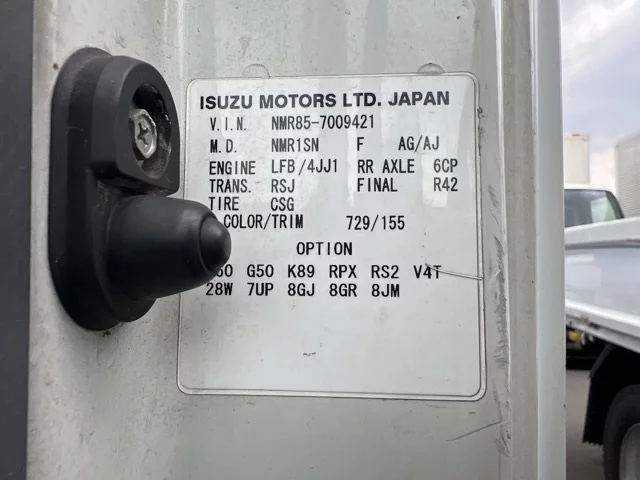 ISUZU MOTORS LTD. JAPAN
V.I.N. NMR85-7009421
M.D. NMR1SN F AG/AJ
ENGINE LFB/4JJ1 RR AXLE 6CP
TRANS. RSJ FINAL R42
TIRE CSG
COLOR/TRIM 729/155
OPTION
G50 K89 RPX RS2 V4T
28W 7UP 8GJ 8GR 8JM